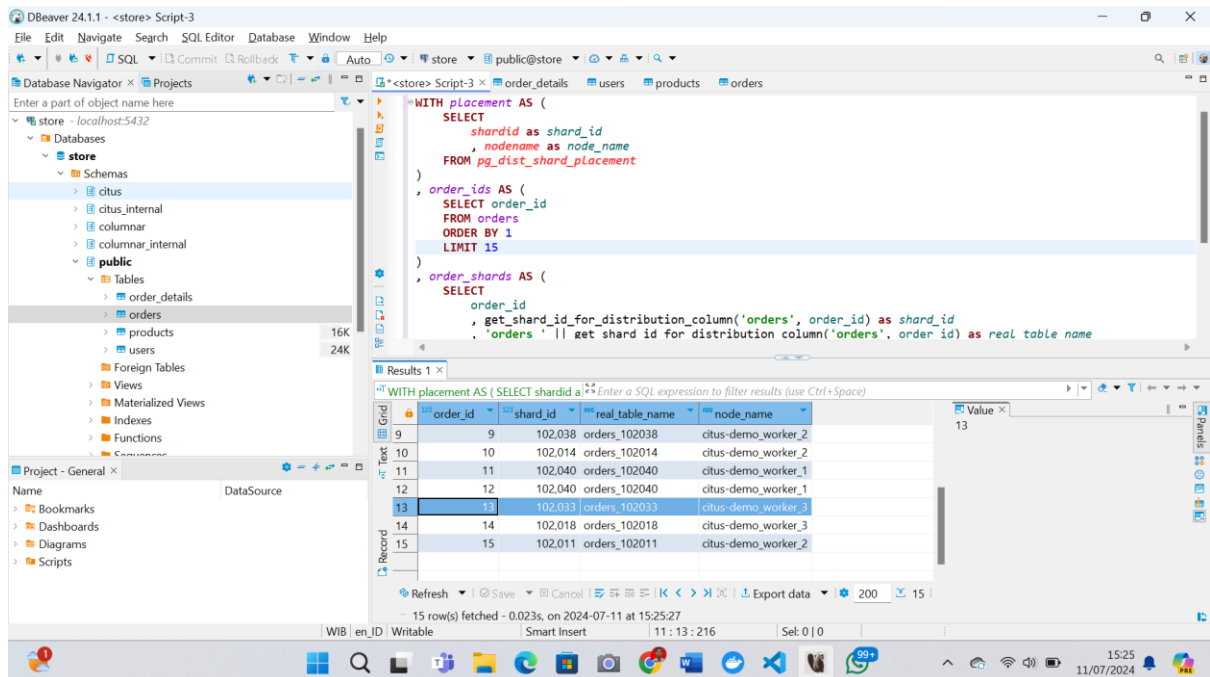 DBeaver 24.1.1 - <store> Script-3
File Edit Navigate Search SQL Editor Database Window Help
SQL Commit Rollback Auto store public@store
Database Navigator Projects
Enter a part of object name here
store - localhost:5432
Databases
store
Schemas
citus
citus_internal
columnar
columnar_internal
public
Tables
order_details
orders
products 16K
users 24K
Foreign Tables
Views
Materialized Views
Indexes
Functions
Sequences
Project - General
Name DataSource
Bookmarks
Dashboards
Diagrams
Scripts
*<store> Script-3 order_details users products orders
WITH placement AS (
SELECT
shardid as shard_id
, nodename as node_name
FROM pg_dist_shard_placement
)
, order_ids AS (
SELECT order_id
FROM orders
ORDER BY 1
LIMIT 15
)
, order_shards AS (
SELECT
order_id
, get_shard_id_for_distribution_column('orders', order_id) as shard_id
, 'orders_' || get_shard_id_for_distribution_column('orders', order_id) as real_table_name
Results 1
WITH placement AS ( SELECT shardid a Enter a SQL expression to filter results (use Ctrl+Space)
Grid
Text
Record
123 order_id 123 shard_id ABC real_table_name ABC node_name
9 9 102,038 orders_102038 citus-demo_worker_2
10 10 102,014 orders_102014 citus-demo_worker_2
11 11 102,040 orders_102040 citus-demo_worker_1
12 12 102,040 orders_102040 citus-demo_worker_1
13 13 102,033 orders_102033 citus-demo_worker_3
14 14 102,018 orders_102018 citus-demo_worker_3
15 15 102,011 orders_102011 citus-demo_worker_2
Value
13
Panels
Refresh Save Cancel Export data 200 15
15 row(s) fetched - 0.023s, on 2024-07-11 at 15:25:27
WIB en_ID Writable Smart Insert 11 : 13 : 216 Sel: 0 | 0
1
99+
15:25
11/07/2024
PRE